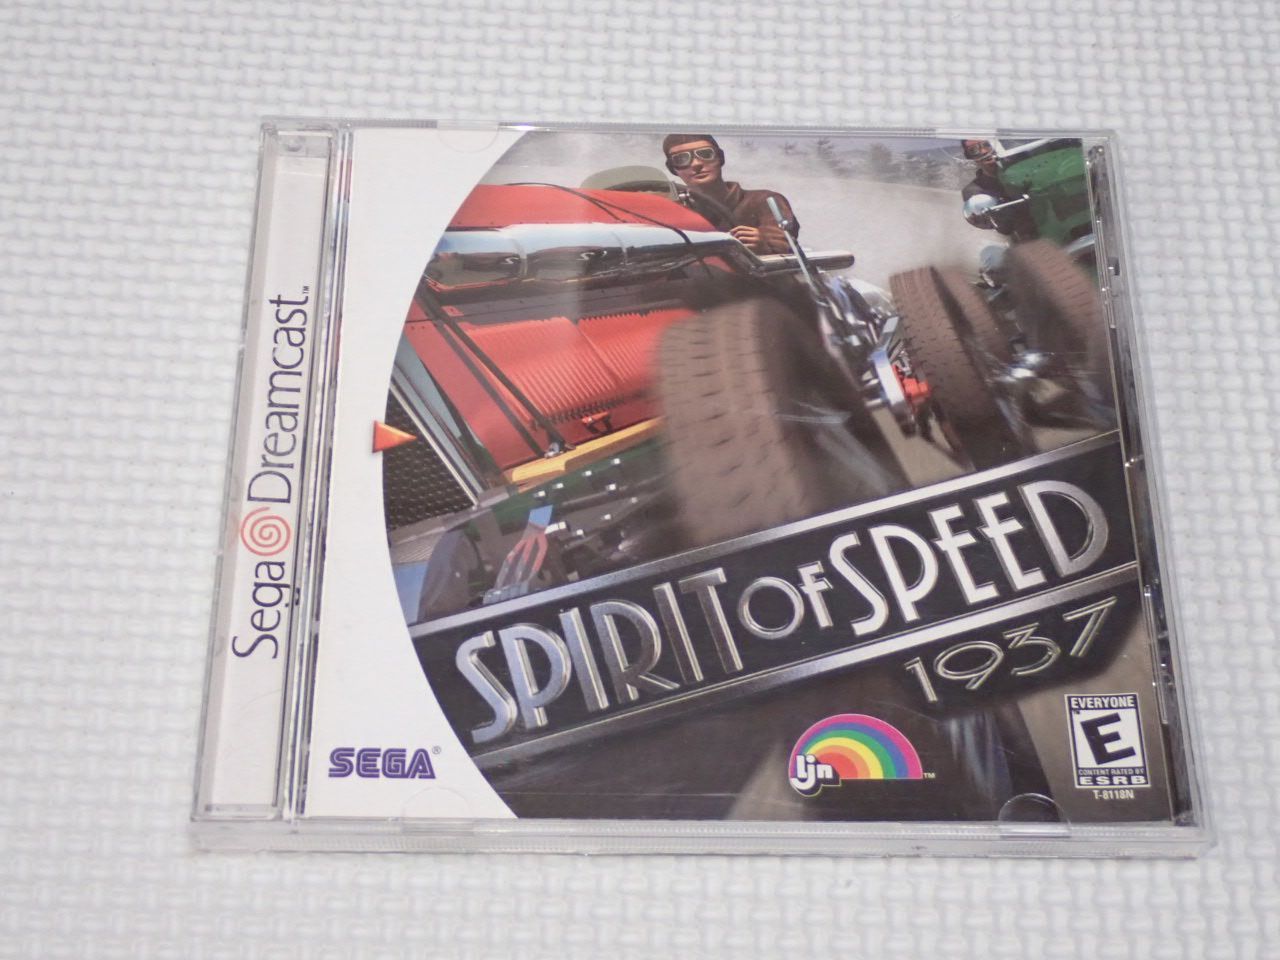 Sega Dreamcast™
SPIRIT OF SPEED
1937
SEGA®
ljn™
EVERYONE
E
CONTENT RATED BY
ESRB
T-8118N